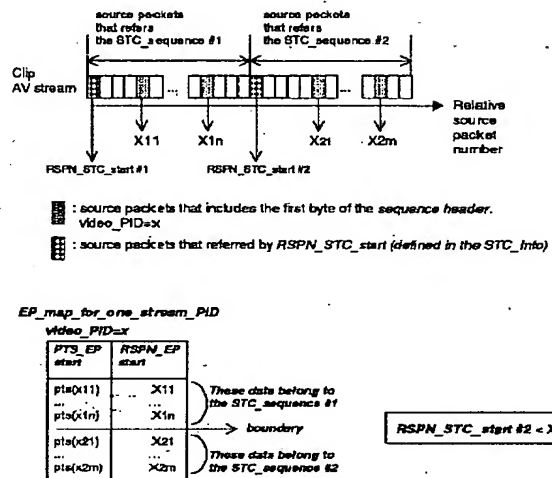 source packets
that refers
the STC_sequence #1
source packets
that refers
the STC_sequence #2
Clip
AV stream
...
...
Relative
source
packet
number
X11
X1n
X21
X2m
RSPN_STC_start #1
RSPN_STC_start #2
: source packets that includes the first byte of the sequence header.
video_PID=x
: source packets that referred by RSPN_STC_start (defined in the STC_Info)
EP_map_for_one_stream_PID
video_PID=x
PTS_EP
start
RSPN_EP
start
pts(x11)
X11
...
...
pts(x1n)
X1n
These data belong to
the STC_sequence #1
boundary
pts(x21)
X21
...
...
pts(x2m)
X2m
These data belong to
the STC_sequence #2
RSPN_STC_start #2 < X